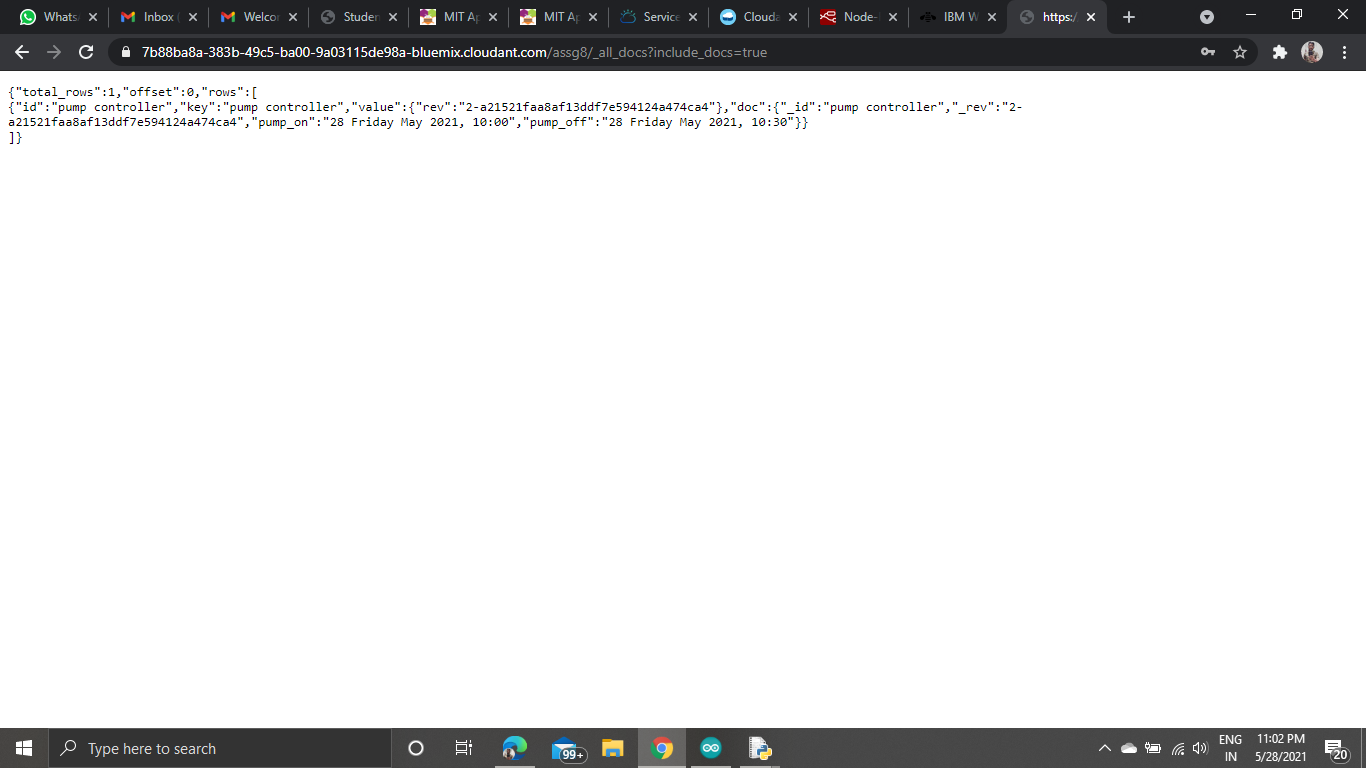 Whats
Inbox (
Welcor
Studen
MIT Ap
MIT Ap
Service
Clouda
Node-
IBM W
https:/
7b88ba8a-383b-49c5-ba00-9a03115de98a-bluemix.cloudant.com/assg8/_all_docs?include_docs=true
{"total_rows":1,"offset":0,"rows":[
{"id":"pump controller","key":"pump controller","value":{"rev":"2-a21521faa8af13ddf7e594124a474ca4"},"doc":{"_id":"pump controller","_rev":"2-
a21521faa8af13ddf7e594124a474ca4","pump_on":"28 Friday May 2021, 10:00","pump_off":"28 Friday May 2021, 10:30"}}
]}
Type here to search
99+
ENG
IN
11:02 PM
5/28/2021
20